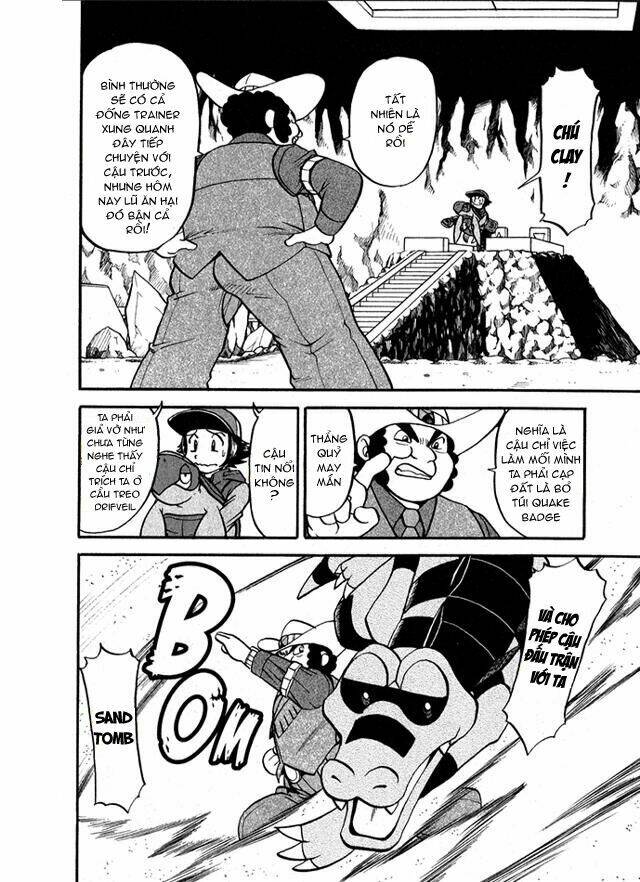 CHÚ
CLAY
!
TẤT
NHIÊN LÀ
NÓ DỄ
RỒI
BÌNH THƯỜNG
SẼ CÓ CẢ
ĐỐNG TRAINER
XUNG QUANH
ĐÂY TIẾP
CHUYỆN VỚI
CẬU TRƯỚC,
NHƯNG HÔM
NAY LŨ ĂN HẠI
ĐÓ BẬN CẢ
RỒI!
NGHĨA LÀ
CẬU CHỈ VIỆC
LÀM MỖI MÌNH
TA PHẢI CẠP
ĐẤT LÀ BỎ
TÚI QUAKE
BADGE
THẰNG
QUỶ
MAY
MẮN
CẬU
TIN NỔI
KHÔNG
?
TA PHẢI
GIẢ VỜ NHƯ
CHƯA TỪNG
NGHE THẤY
CẬU CHỈ
TRÍCH TA Ở
CẦU TREO
DRIFVEIL
VÀ CHO
PHÉP CẬU
ĐẤU TRẬN
VỚI TA
BOM
SAND
TOMB